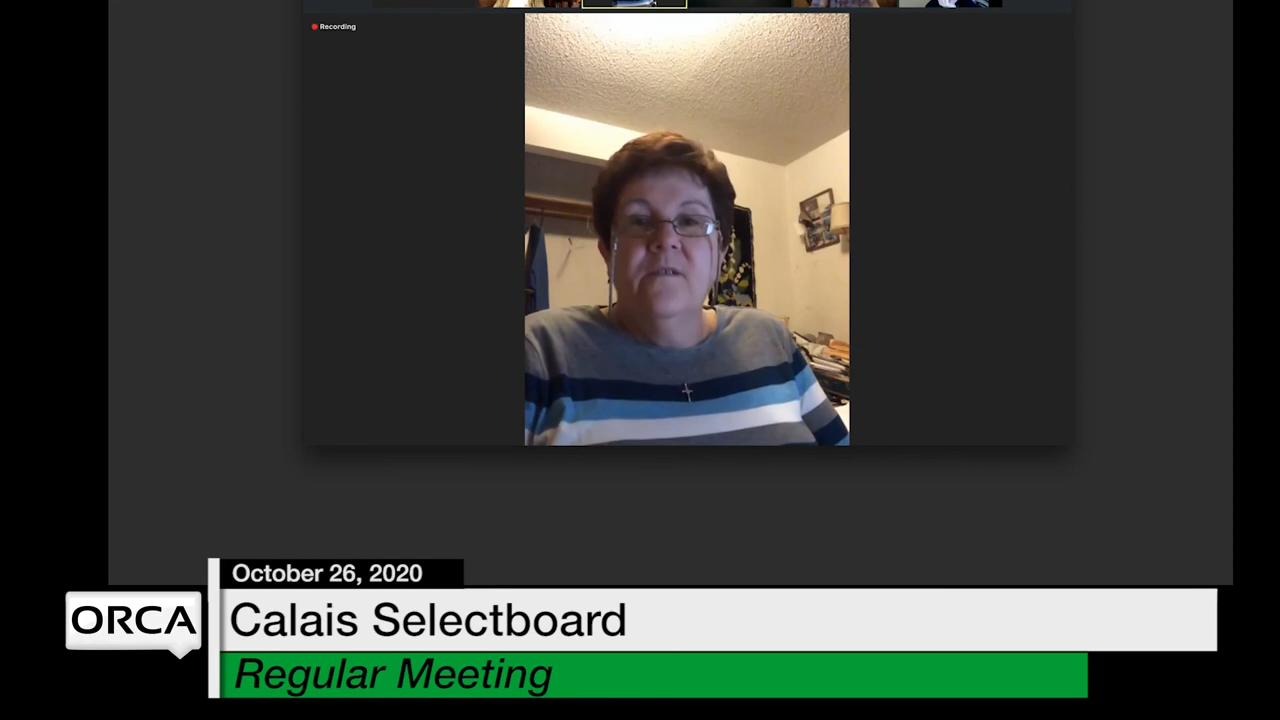 Recording
October 26, 2020
ORCA
Calais Selectboard
Regular Meeting